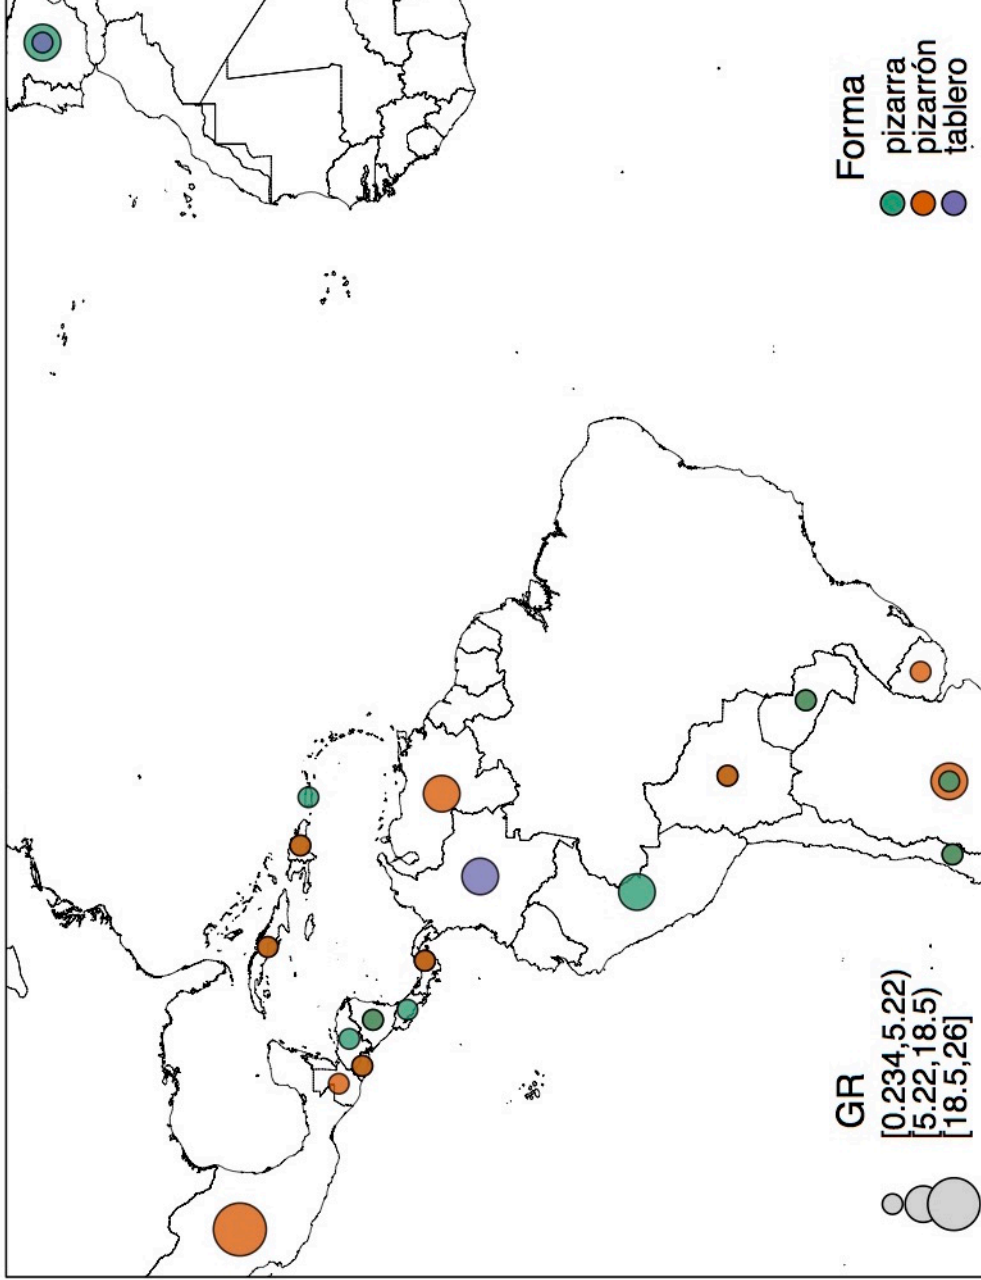 GR
[0.234,5.22)
[5.22,18.5)
[18.5,26]
Forma
pizarra
pizarrón
tablero